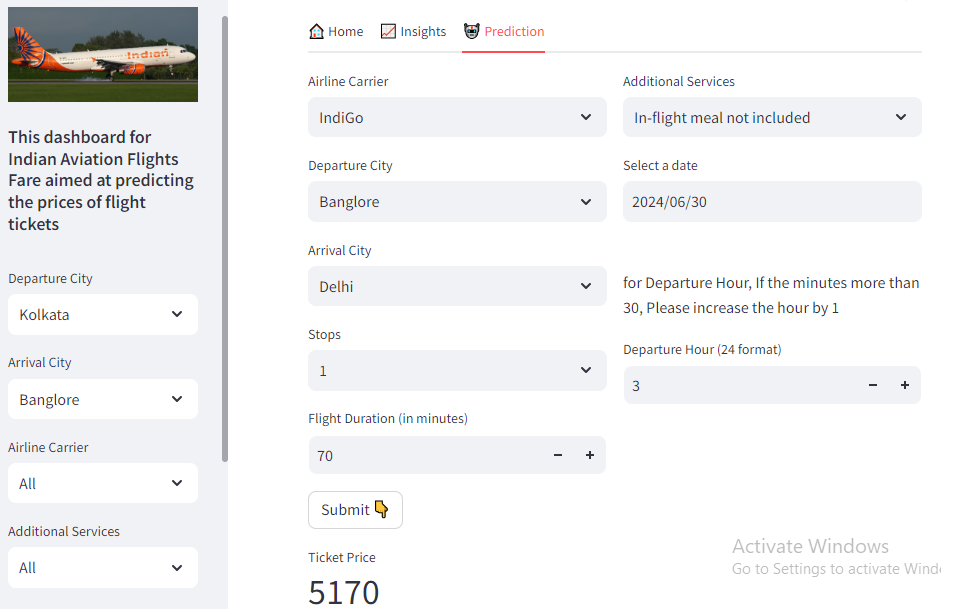 Indian
This dashboard for
Indian Aviation Flights
Fare aimed at predicting
the prices of flight
tickets
Departure City
Kolkata
Arrival City
Banglore
Airline Carrier
All
Additional Services
All
Home Insights Prediction
Airline Carrier
IndiGo
Departure City
Banglore
Arrival City
Delhi
Stops
1
Flight Duration (in minutes)
70
Submit
Ticket Price
5170
Additional Services
In-flight meal not included
Select a date
2024/06/30
for Departure Hour, If the minutes more than
30, Please increase the hour by 1
Departure Hour (24 format)
3
Activate Windows
Go to Settings to activate Wind